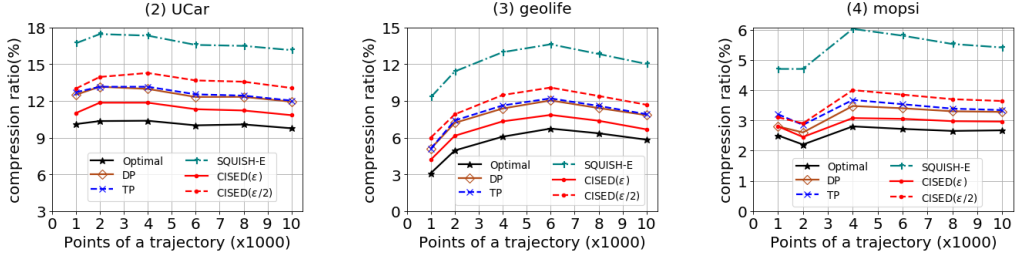 (2) UCar
compression ratio(%)
18
15
12
9
6
3
Optimal
DP
TP
SQUISH-E
CISED(ε)
CISED(ε/2)
0 1 2 3 4 5 6 7 8 9 10
Points of a trajectory (x1000)
(3) geolife
compression ratio(%)
15
12
9
6
3
0
Optimal
DP
TP
SQUISH-E
CISED(ε)
CISED(ε/2)
0 1 2 3 4 5 6 7 8 9 10
Points of a trajectory (x1000)
(4) mopsi
compression ratio(%)
6
5
4
3
2
1
0
Optimal
DP
TP
SQUISH-E
CISED(ε)
CISED(ε/2)
0 1 2 3 4 5 6 7 8 9 10
Points of a trajectory (x1000)